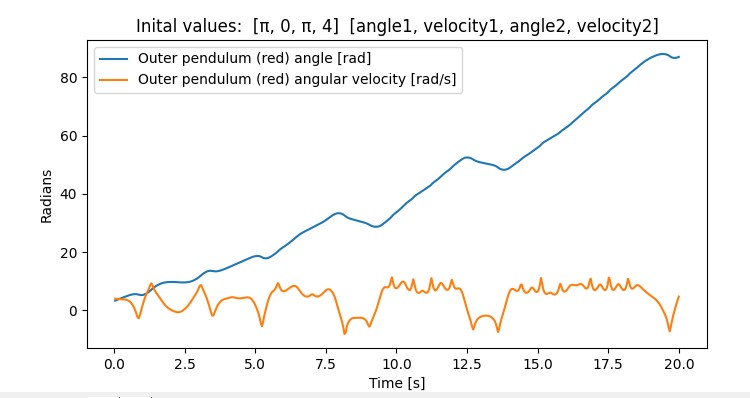 Inital values:  [π, 0, π, 4]  [angle1, velocity1, angle2, velocity2]
Outer pendulum (red) angle [rad]
Outer pendulum (red) angular velocity [rad/s]
80
60
40
20
0
Radians
0.0 2.5 5.0 7.5 10.0 12.5 15.0 17.5 20.0
Time [s]